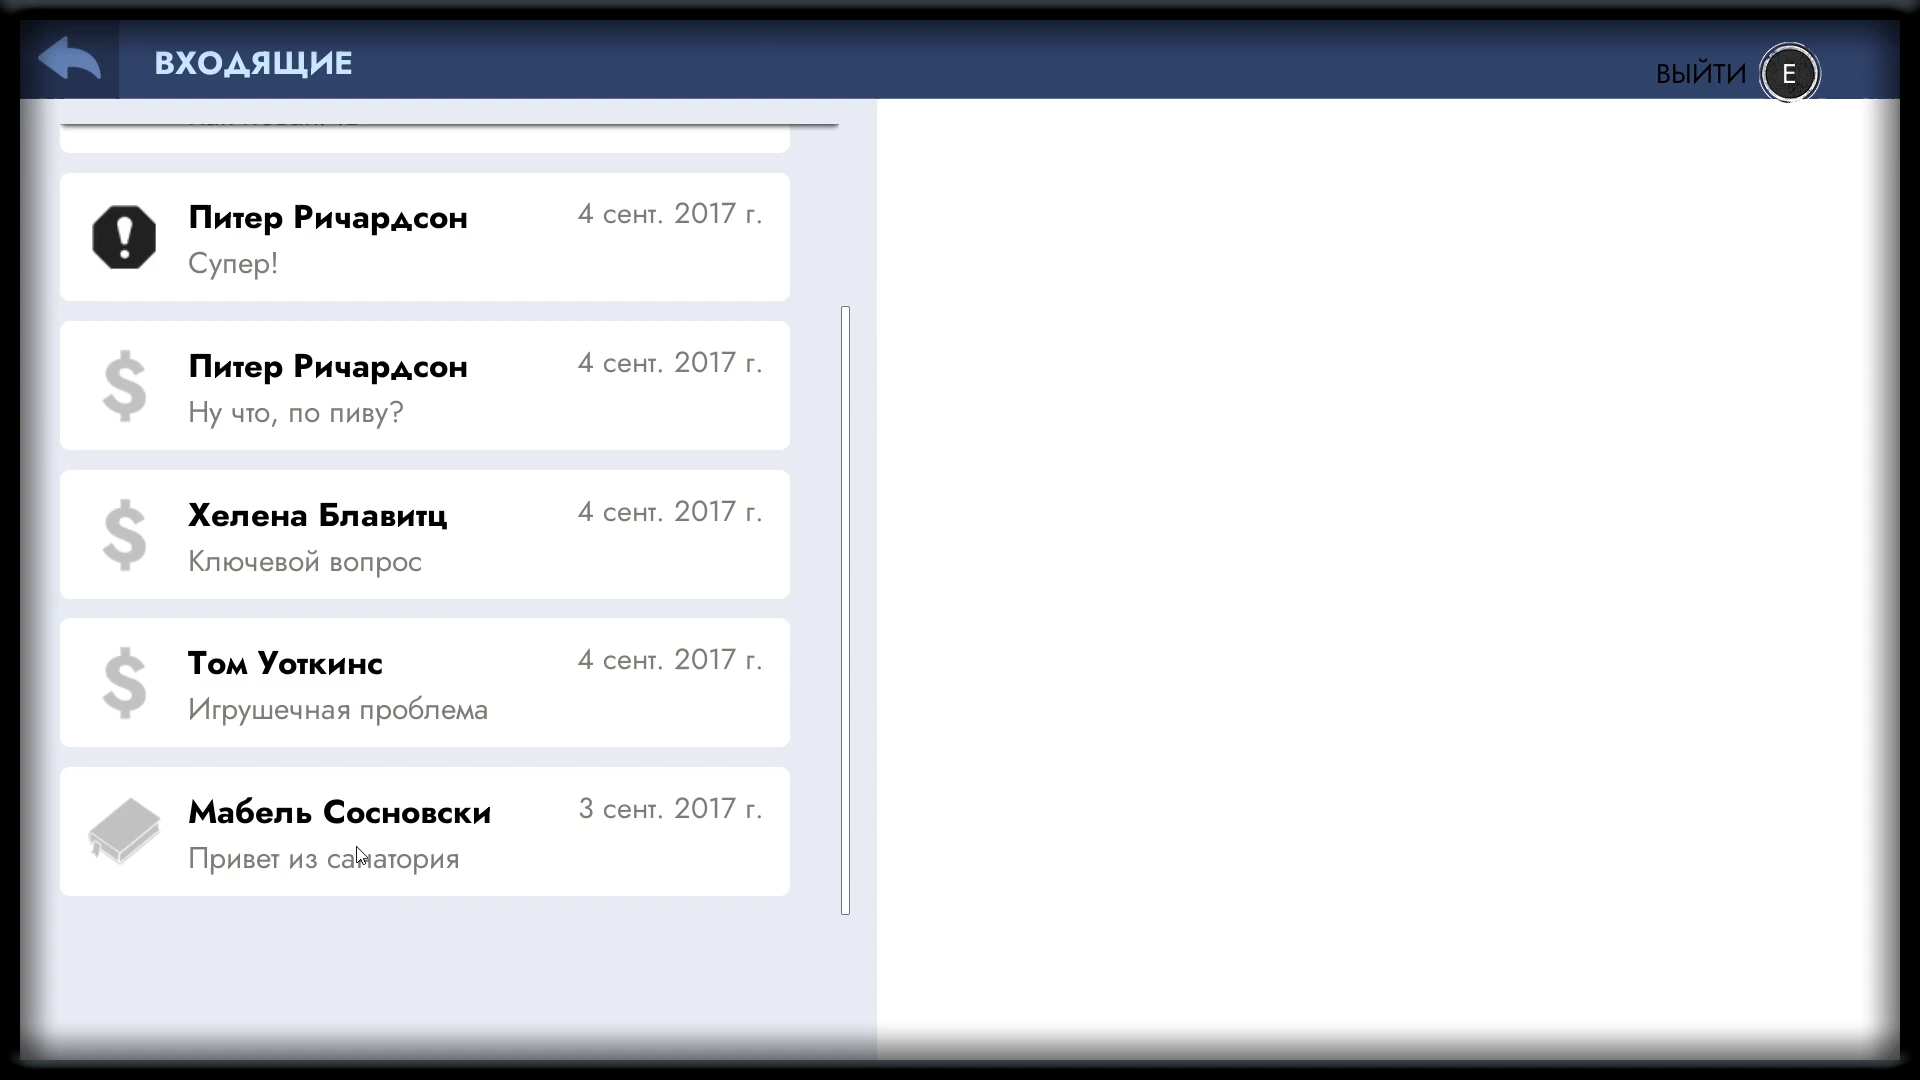 ВХОДЯЩИЕ
ВЫЙТИ E
Питер Ричардсон 4 сент. 2017 г.
Супер!
Питер Ричардсон 4 сент. 2017 г.
Ну что, по пиву?
Хелена Блавитц 4 сент. 2017 г.
Ключевой вопрос
Том Уоткинс 4 сент. 2017 г.
Игрушечная проблема
Мабель Сосновски 3 сент. 2017 г.
Привет из санатория